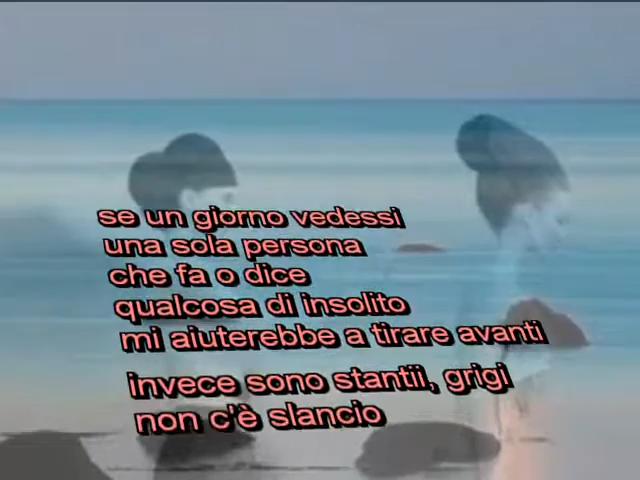 se un giorno vedessi
una sola persona
che fa o dice
qualcosa di insolito
mi aiuterebbe a tirare avanti
invece sono stantii, grigi
non c'è slancio